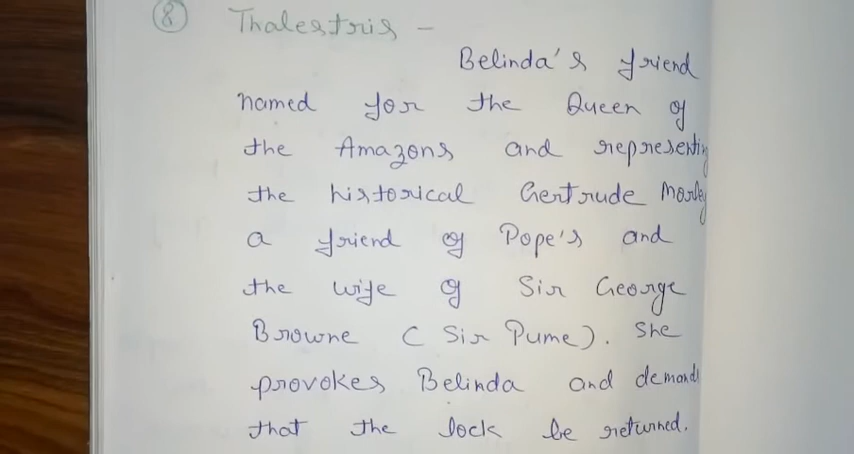 8 Thalestris -
Belinda's friend
named for the Queen of
the Amazons and representing
the historical Gertrude Morley
a friend of Pope's and
the wife of Sir George
Browne ( Sir Pume). She
provokes Belinda and demands
that the lock be returned.